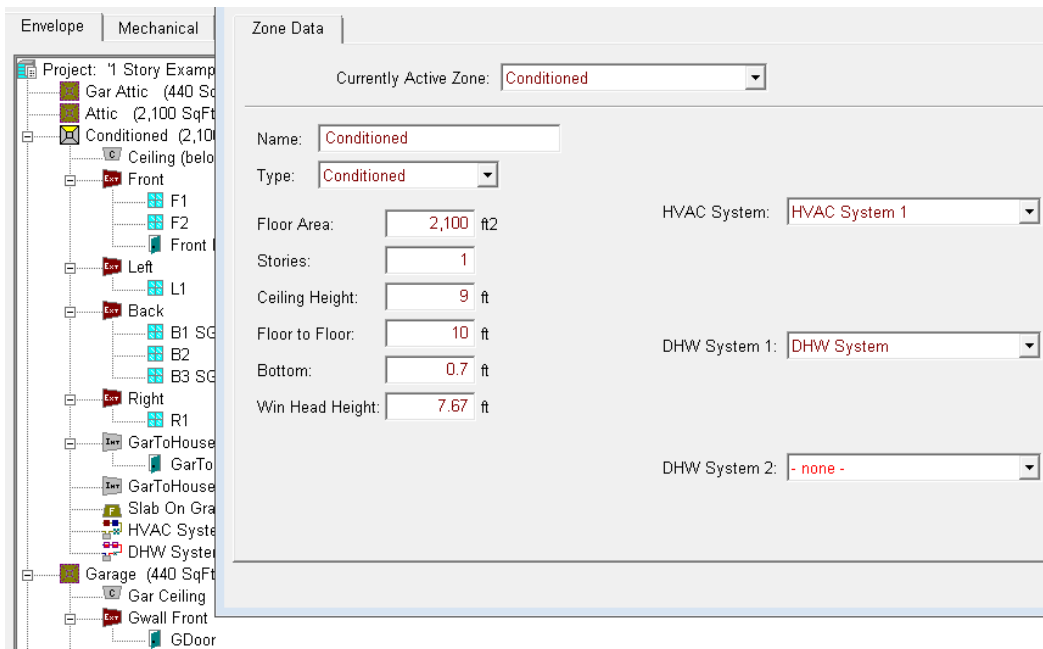 Envelope
Mechanical
Project: '1 Story Examp
Gar Attic (440 Sq
Attic (2,100 SqFt
Conditioned (2,10
Ceiling (belo
Front
F1
F2
Front
Left
L1
Back
B1 SG
B2
B3 SG
Right
R1
GarToHouse
GarTo
GarToHouse
Slab On Gra
HVAC Syste
DHW System
Garage (440 SqFt
Gar Ceiling
Gwall Front
GDoor
Zone Data
Currently Active Zone: Conditioned
Name: Conditioned
Type: Conditioned
Floor Area: 2,100 ft2
Stories: 1
Ceiling Height: 9 ft
Floor to Floor: 10 ft
Bottom: 0.7 ft
Win Head Height: 7.67 ft
HVAC System: HVAC System 1
DHW System 1: DHW System
DHW System 2: - none -